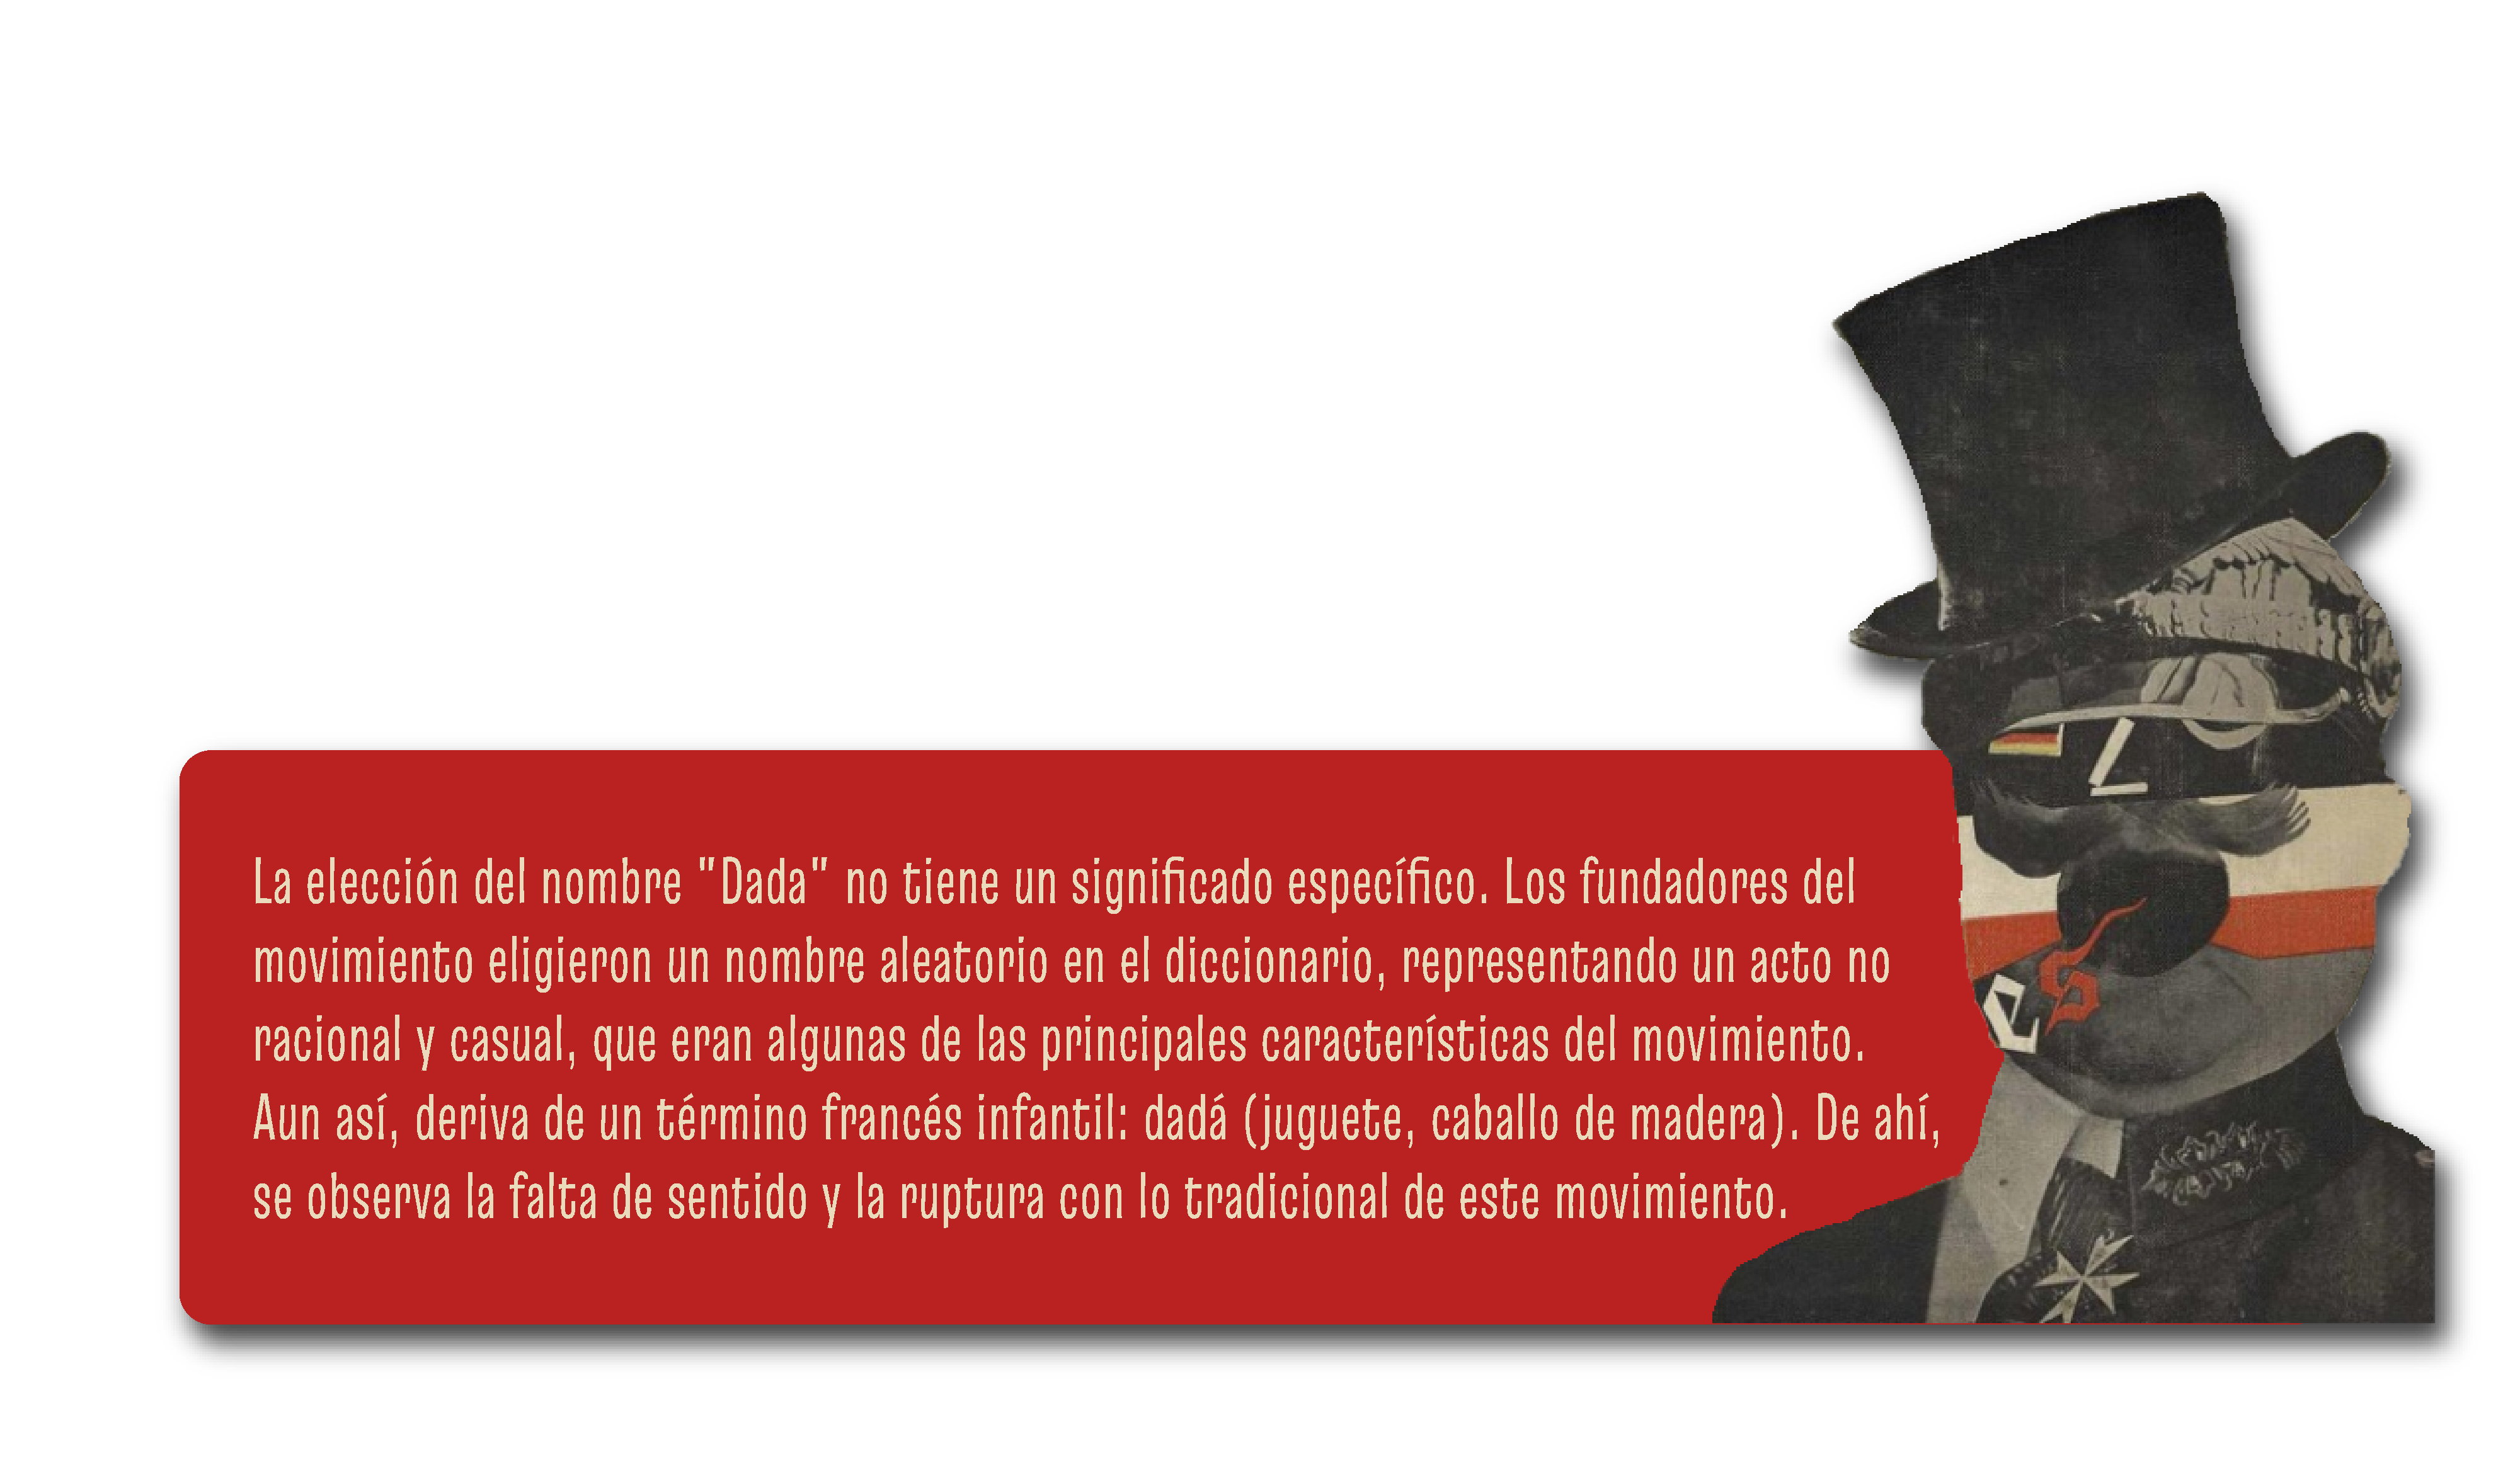 La elección del nombre "Dada" no tiene un significado específico. Los fundadores del
movimiento eligieron un nombre aleatorio en el diccionario, representando un acto no
racional y casual, que eran algunas de las principales características del movimiento.
Aun así, deriva de un término francés infantil: dadá (juguete, caballo de madera). De ahí,
se observa la falta de sentido y la ruptura con lo tradicional de este movimiento.